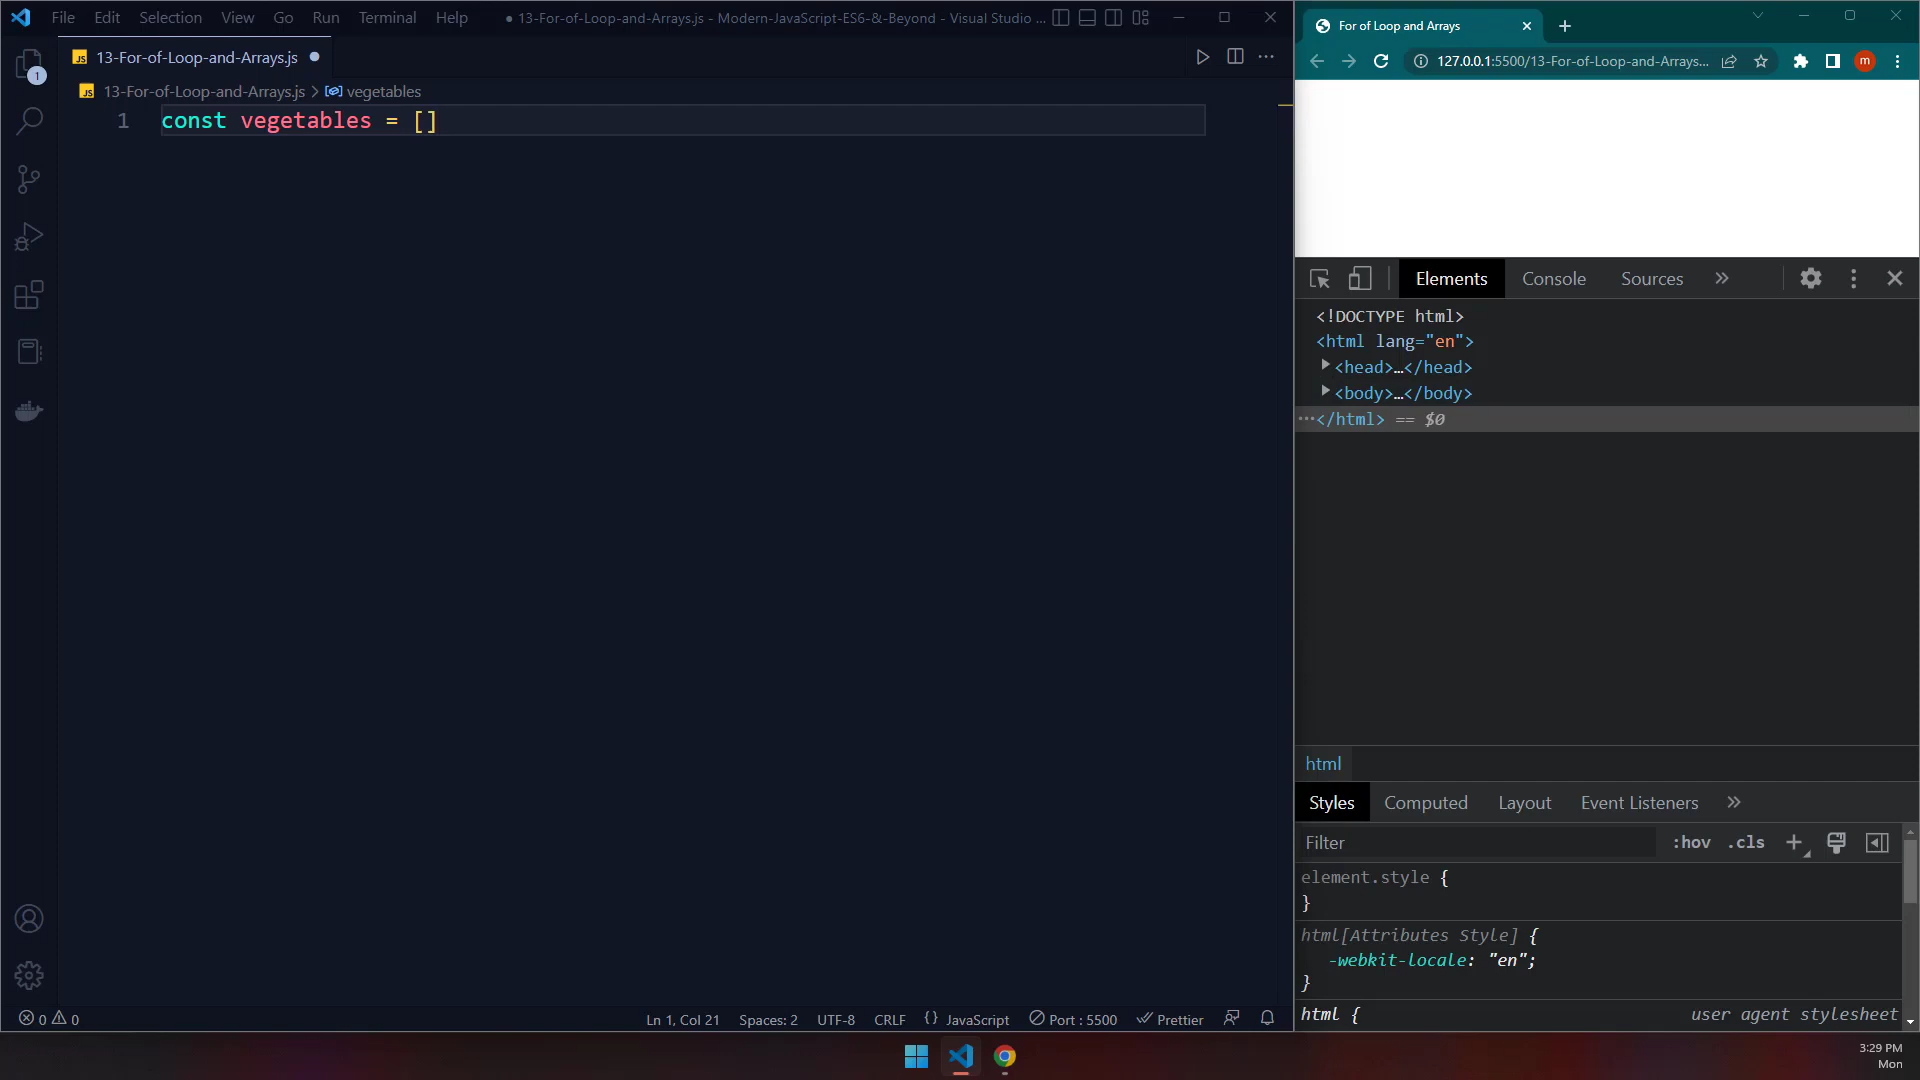 File Edit Selection View Go Run Terminal Help ● 13-For-of-Loop-and-Arrays.js - Modern-JavaScript-ES6-&-Beyond - Visual Studio ...
JS 13-For-of-Loop-and-Arrays.js
JS 13-For-of-Loop-and-Arrays.js > vegetables
1 const vegetables = []
1
Ln 1, Col 21 Spaces: 2 UTF-8 CRLF {} JavaScript Port : 5500 Prettier
0 0
For of Loop and Arrays
127.0.0.1:5500/13-For-of-Loop-and-Arrays...
m
Elements Console Sources »
<!DOCTYPE html>
<html lang="en">
<head>…</head>
<body>…</body>
…</html> == $0
html
Styles Computed Layout Event Listeners »
Filter :hov .cls +
element.style {
}
html[Attributes Style] {
-webkit-locale: "en";
}
html { user agent stylesheet
3:29 PM
Mon